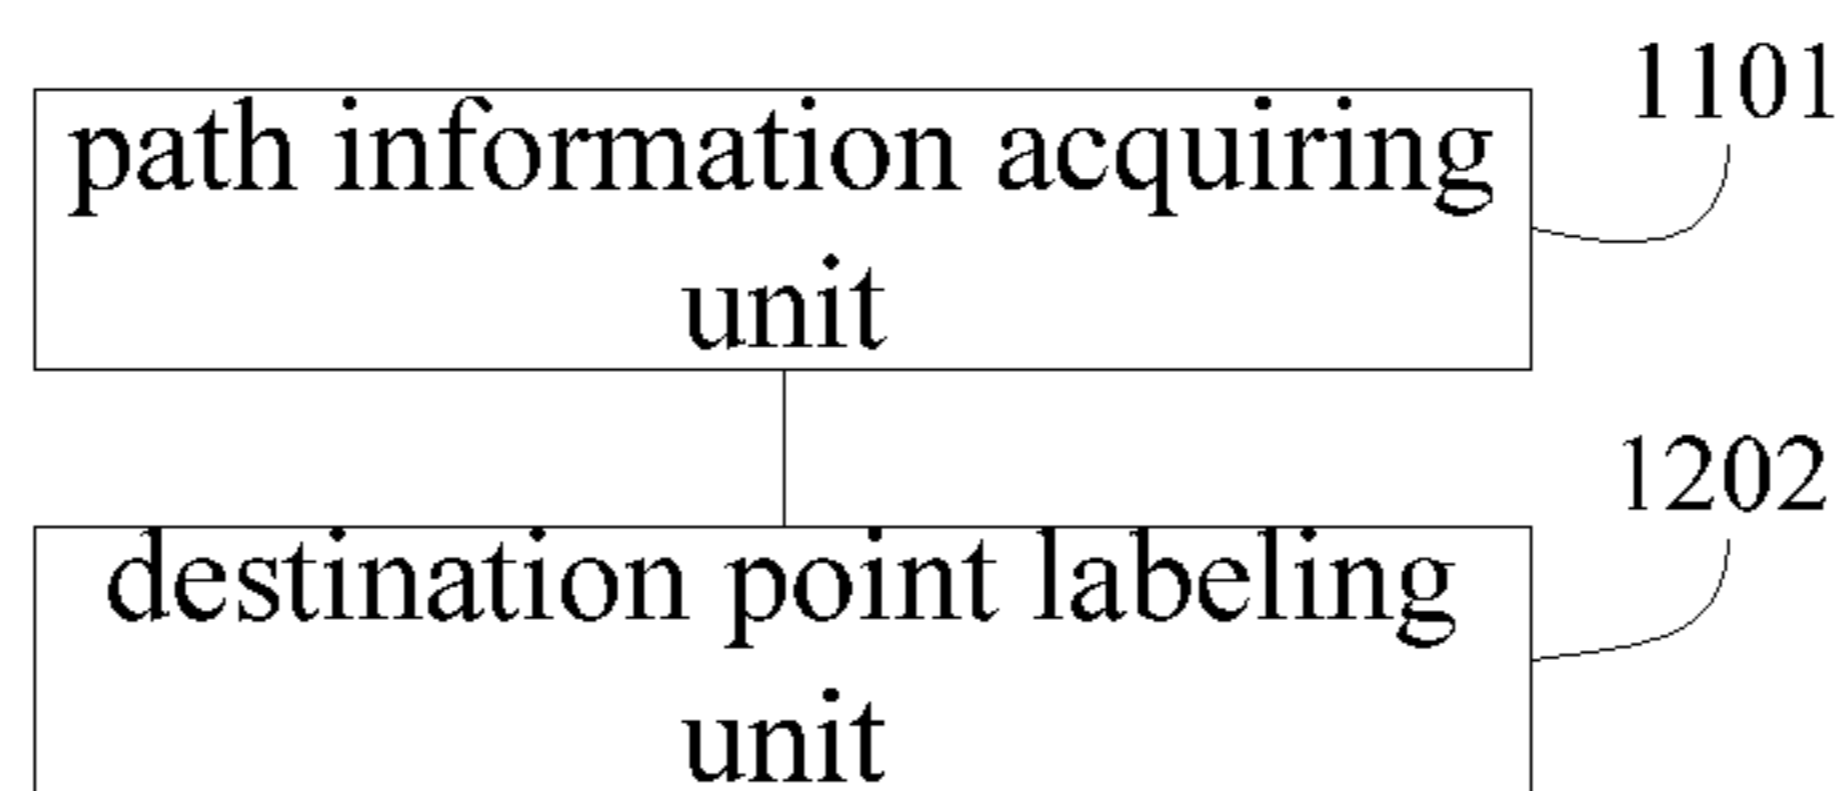 1101
path information acquiring
unit
1202
destination point labeling
unit